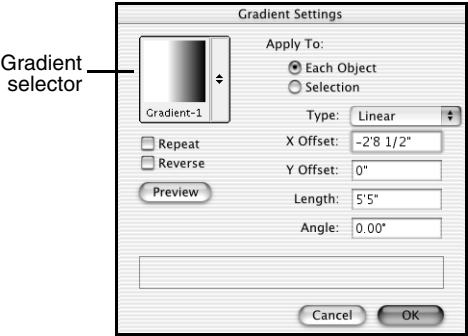 Gradient Settings
Gradient
selector
Gradient-1
Apply To:
Each Object
Selection
Repeat
Reverse
Preview
Type: Linear
X Offset: -2'8 1/2"
Y Offset: 0"
Length: 5'5"
Angle: 0.00°
Cancel OK